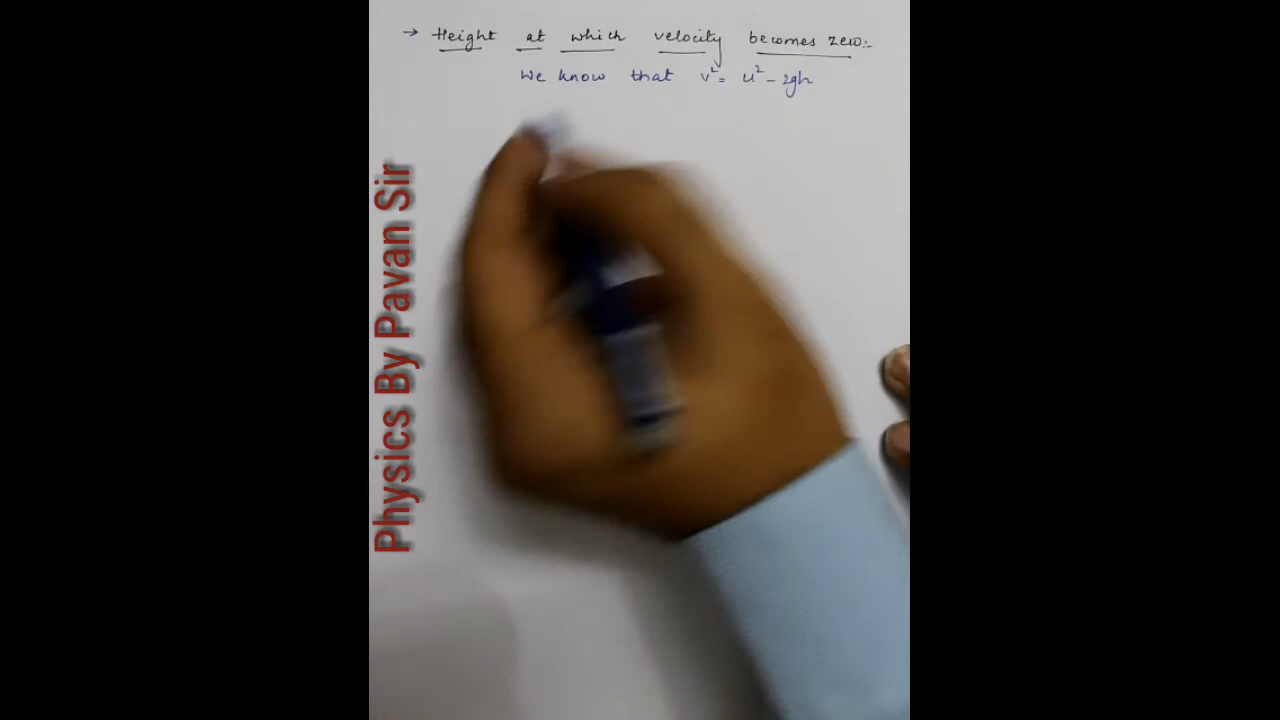 → Height at which velocity becomes zero:-
We know that v² = u² - 2gh
Physics By Pavan Sir